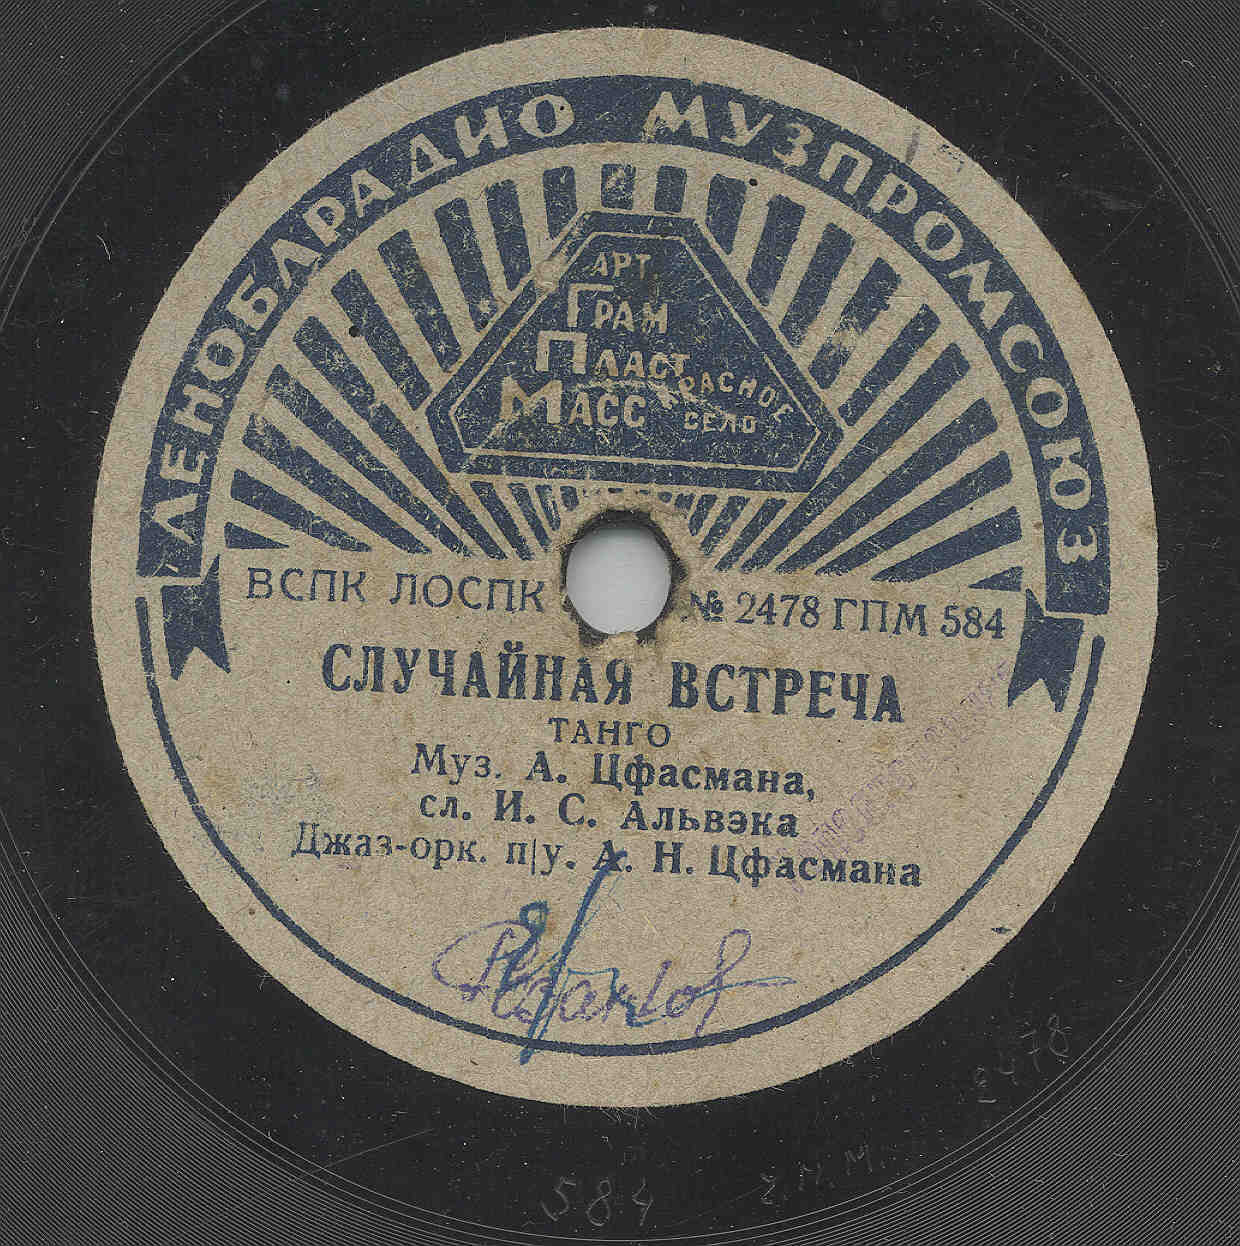 ЛЕНОБЛРАДИО МУЗПРОМСОЮЗ
АРТ.
ГРАМ
ПЛАСТ
МАСС
КРАСНОЕ
СЕЛО
ВСПК ЛОСПК № 2478 ГПМ 584
СЛУЧАЙНАЯ ВСТРЕЧА
ТАНГО
Муз. А. Цфасмана,
сл. И. С. Альвэка
Джаз-орк. п/у. А. Н. Цфасмана
2478
584